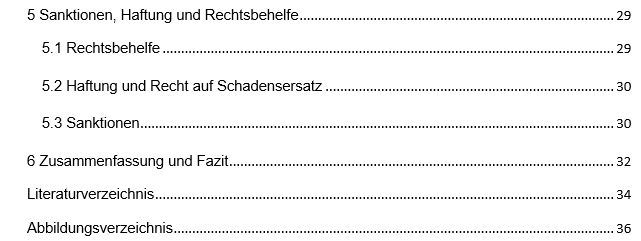 5 Sanktionen, Haftung und Rechtsbehelfe........................................................................................ 29
5.1 Rechtsbehelfe............................................................................................................................. 29
5.2 Haftung und Recht auf Schadensersatz................................................................................ 30
5.3 Sanktionen................................................................................................................................... 30
6 Zusammenfassung und Fazit............................................................................................................ 32
Literaturverzeichnis................................................................................................................................ 34
Abbildungsverzeichnis........................................................................................................................... 36